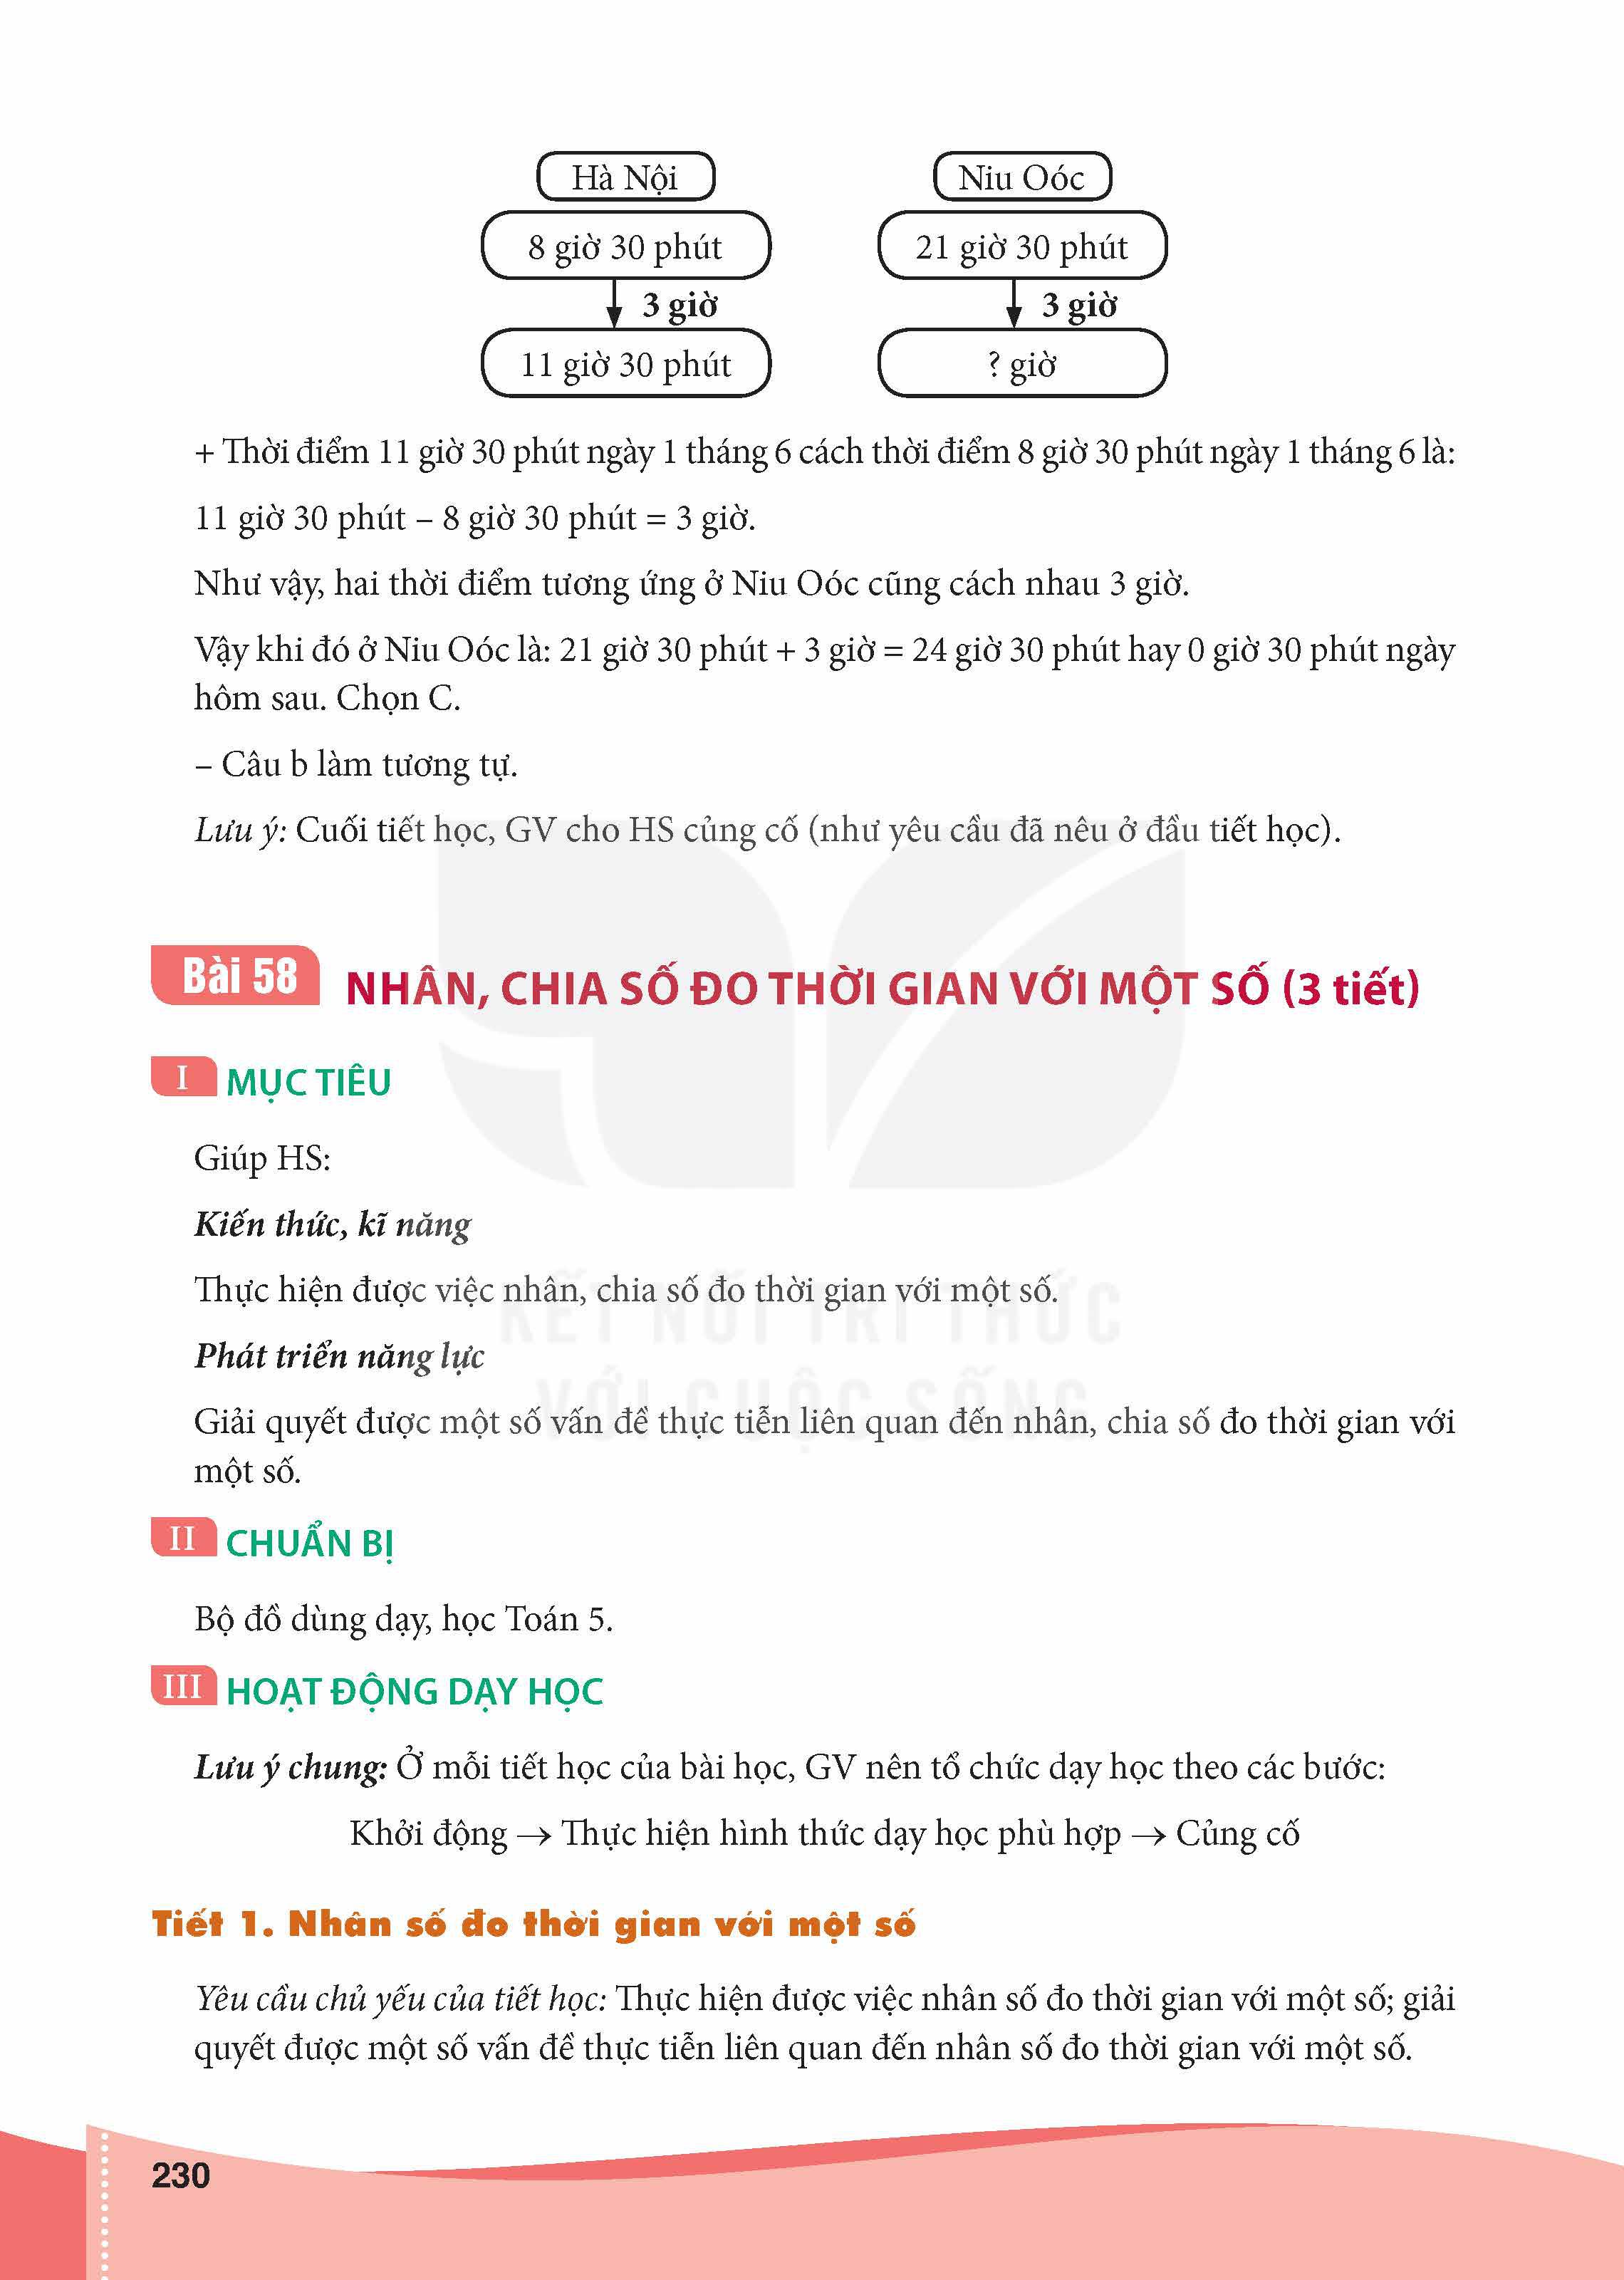 Hà Nội
Niu Oóc
8 giờ 30 phút
21 giờ 30 phút
3 giờ
3 giờ
11 giờ 30 phút
? giờ
+ Thời điểm 11 giờ 30 phút ngày 1 tháng 6 cách thời điểm 8 giờ 30 phút ngày 1 tháng 6 là:
11 giờ 30 phút – 8 giờ 30 phút = 3 giờ.
Như vậy, hai thời điểm tương ứng ở Niu Oóc cũng cách nhau 3 giờ.
Vậy khi đó ở Niu Oóc là: 21 giờ 30 phút + 3 giờ = 24 giờ 30 phút hay 0 giờ 30 phút ngày
hôm sau. Chọn C.
– Câu b làm tương tự.
Lưu ý: Cuối tiết học, GV cho HS củng cố (như yêu cầu đã nêu ở đầu tiết học).
Bài 58
NHÂN, CHIA SỐ ĐO THỜI GIAN VỚI MỘT SỐ (3 tiết)
I MỤC TIÊU
Giúp HS:
Kiến thức, kĩ năng
Thực hiện được việc nhân, chia số đo thời gian với một số.
KẾT NỐI TRI THỨC
Phát triển năng lực
VỚI CUỘC SỐNG
Giải quyết được một số vấn đề thực tiễn liên quan đến nhân, chia số đo thời gian với
một số.
II CHUẨN BỊ
Bộ đồ dùng dạy, học Toán 5.
III HOẠT ĐỘNG DẠY HỌC
Lưu ý chung: Ở mỗi tiết học của bài học, GV nên tổ chức dạy học theo các bước:
Khởi động → Thực hiện hình thức dạy học phù hợp → Củng cố
Tiết 1. Nhân số đo thời gian với một số
Yêu cầu chủ yếu của tiết học: Thực hiện được việc nhân số đo thời gian với một số; giải
quyết được một số vấn đề thực tiễn liên quan đến nhân số đo thời gian với một số.
230